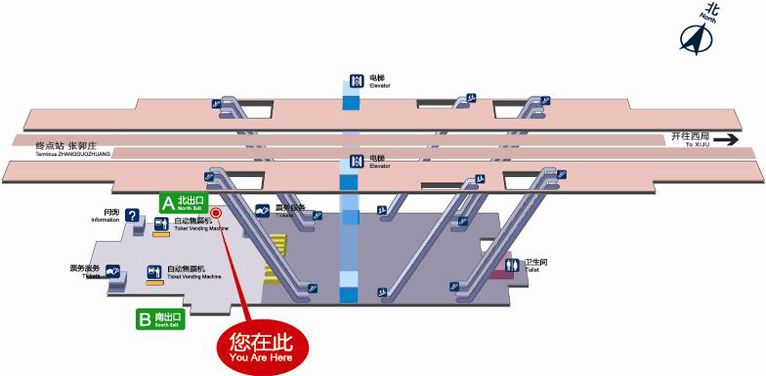 北
North
电梯
Elevator
终点站 张郭庄
Terminus ZHANGGUOZHUANG
开往西局
To XIJU
电梯
Elevator
A 北出口
North Exit
问询
Information
自动售票机
Ticket Vending Machine
票务服务
Tickets
票务服务
Tickets
自动售票机
Ticket Vending Machine
卫生间
Toilet
B 南出口
South Exit
您在此
You Are Here